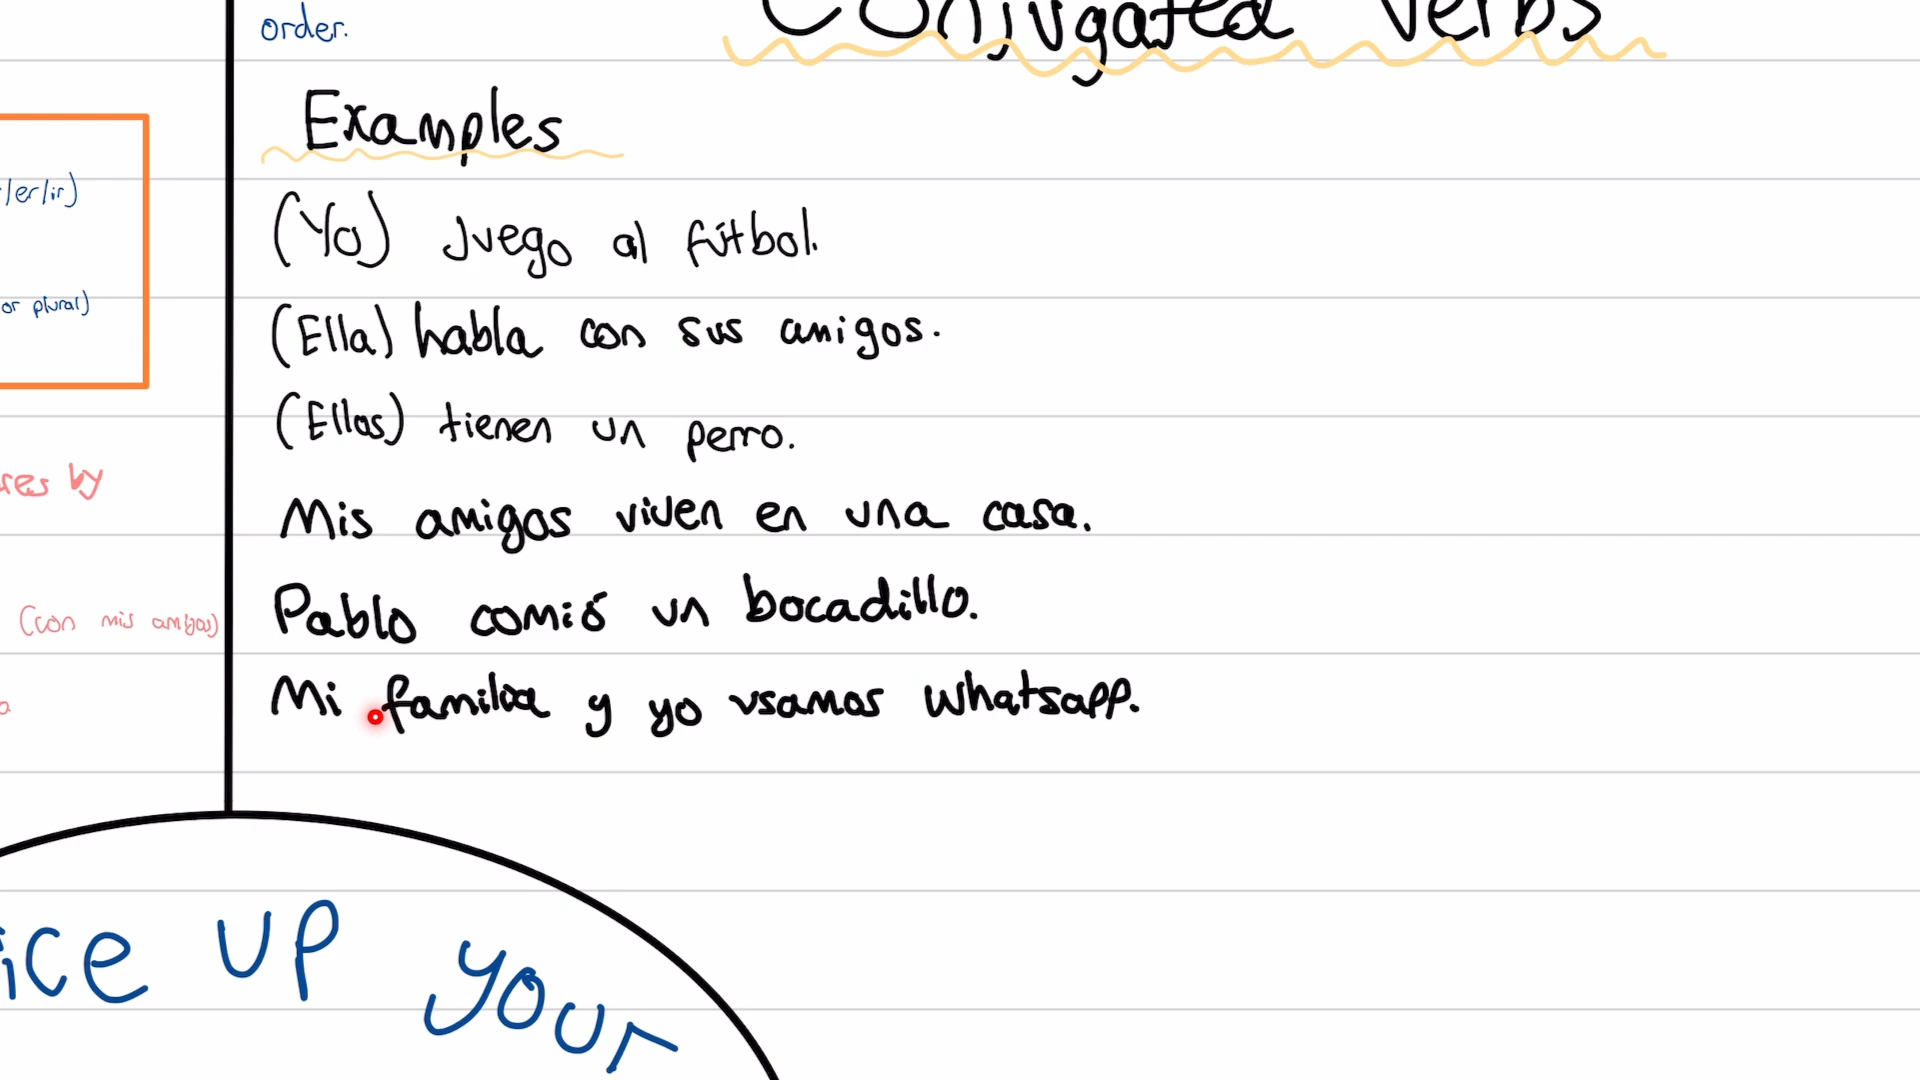 order.
Conjugated Verbs
Examples
/er/ir)
(Yo) Juego al fútbol.
or plural)
(Ella) habla con sus amigos.
(Ellos) tienen un perro.
by
Mis amigos viven en una casa.
(con mis amigos)
Pablo comió un bocadillo.
Mi familia y yo usamos whatsapp.
up your